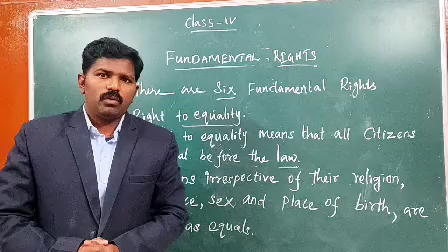 Class-IV
FUNDAMENTAL-RIGHTS
There are Six Fundamental Rights
Right to equality.
to equality means that all Citizens
before the law.
irrespective of their religion,
sex and place of birth, are
as equals.